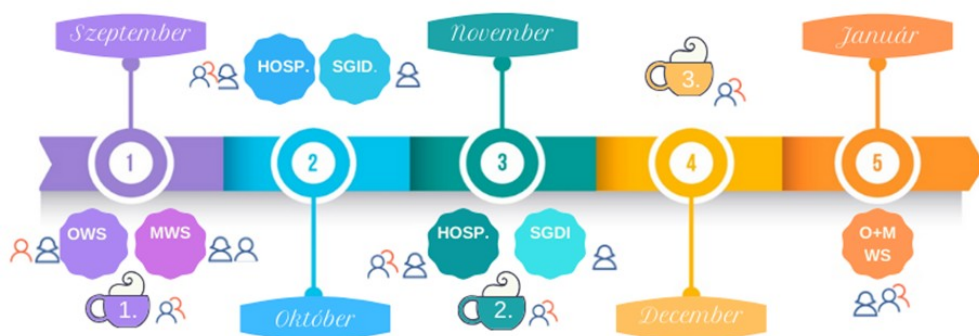 Szeptember
HOSP.
SGID.
November
3.
Január
1
2
3
4
5
OWS
MWS
HOSP.
SGDI
O+M
WS
1.
2.
Október
December